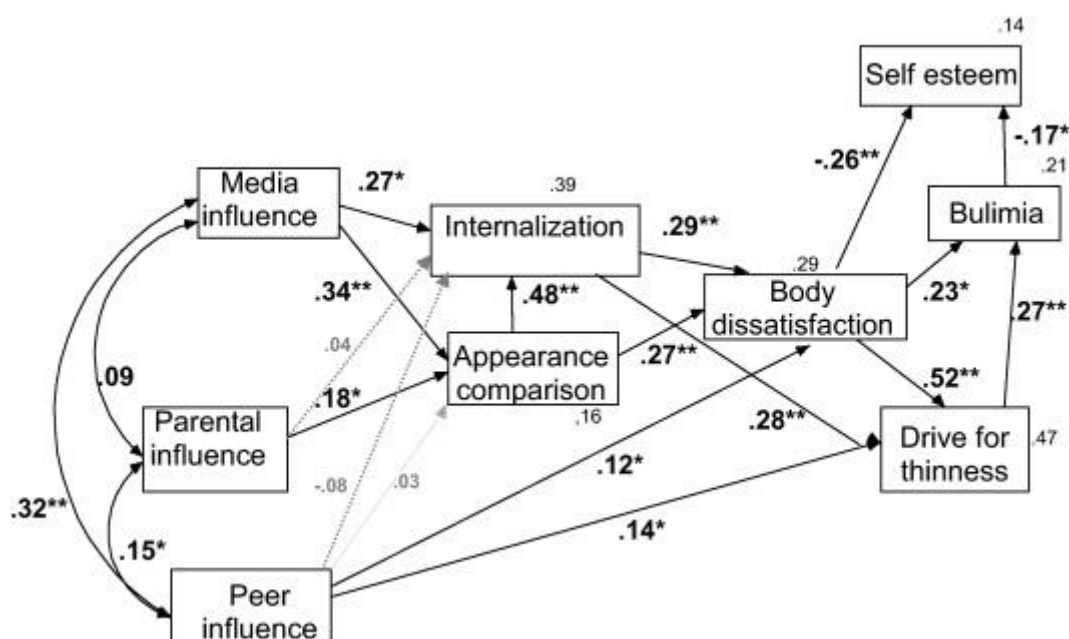 .14
Self esteem
-.26**
-.17*
.21
Media
influence
.27*
.39
Internalization
.29**
Bulimia
.34**
.48**
.29
Body
dissatisfaction
.23*
.27**
.04
.09
Appearance
comparison
.27**
.18*
.16
.52**
Parental
influence
.28**
Drive for
thinness
.47
-.08
.03
.12*
.32**
.15*
.14*
Peer
influence